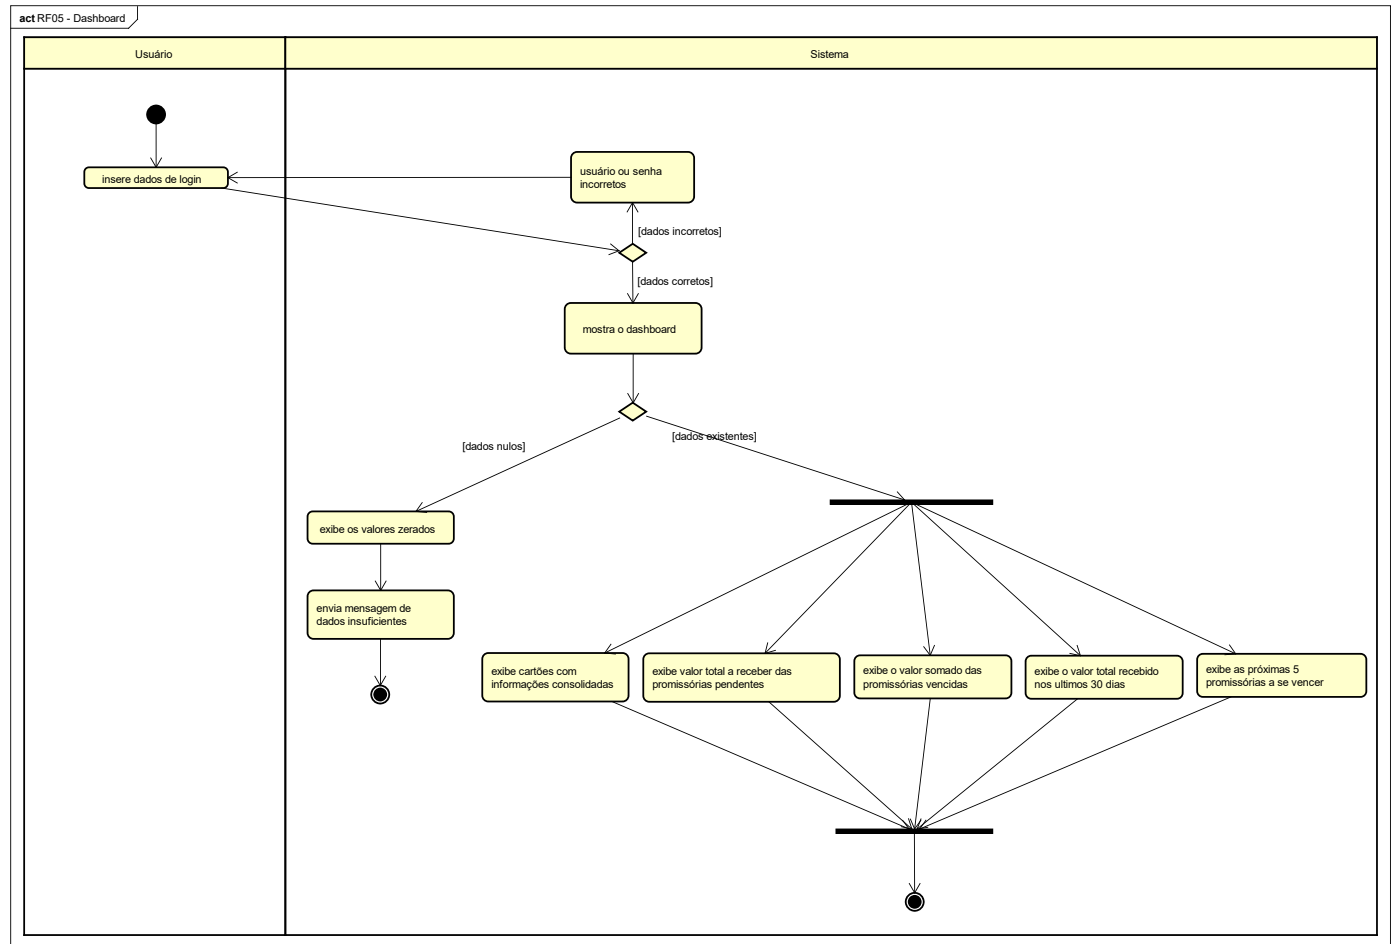 act RF05 - Dashboard
Usuário
Sistema
insere dados de login
usuário ou senha
incorretos
[dados incorretos]
[dados corretos]
mostra o dashboard
[dados nulos]
[dados existentes]
exibe os valores zerados
envia mensagem de
dados insuficientes
exibe cartões com
informações consolidadas
exibe valor total a receber das
promissórias pendentes
exibe o valor somado das
promissórias vencidas
exibe o valor total recebido
nos ultimos 30 dias
exibe as próximas 5
promissórias a se vencer